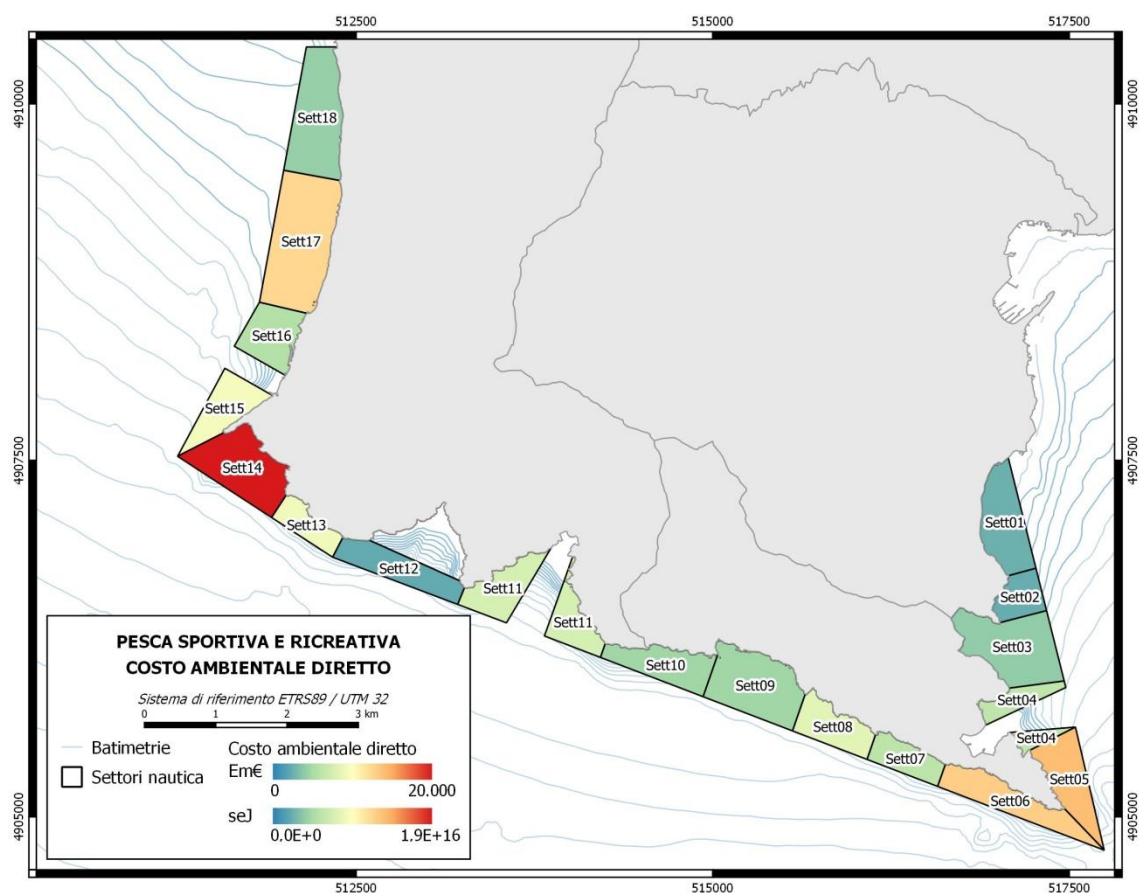 512500 515000 517500
4910000 4910000
Sett18
Sett17
Sett16
Sett15
4907500 4907500
Sett14
Sett13
Sett01
Sett12
Sett11
Sett02
Sett11
Sett03
Sett10
Sett09
Sett04
Sett08
Sett04
Sett07
Sett05
Sett06
4905000 4905000
PESCA SPORTIVA E RICREATIVA
COSTO AMBIENTALE DIRETTO
Sistema di riferimento ETRS89 / UTM 32
0 1 2 3 km
Batimetrie
Settori nautica
Costo ambientale diretto
Em€
0 20.000
seJ
0,0E+0 1,9E+16
512500 515000 517500